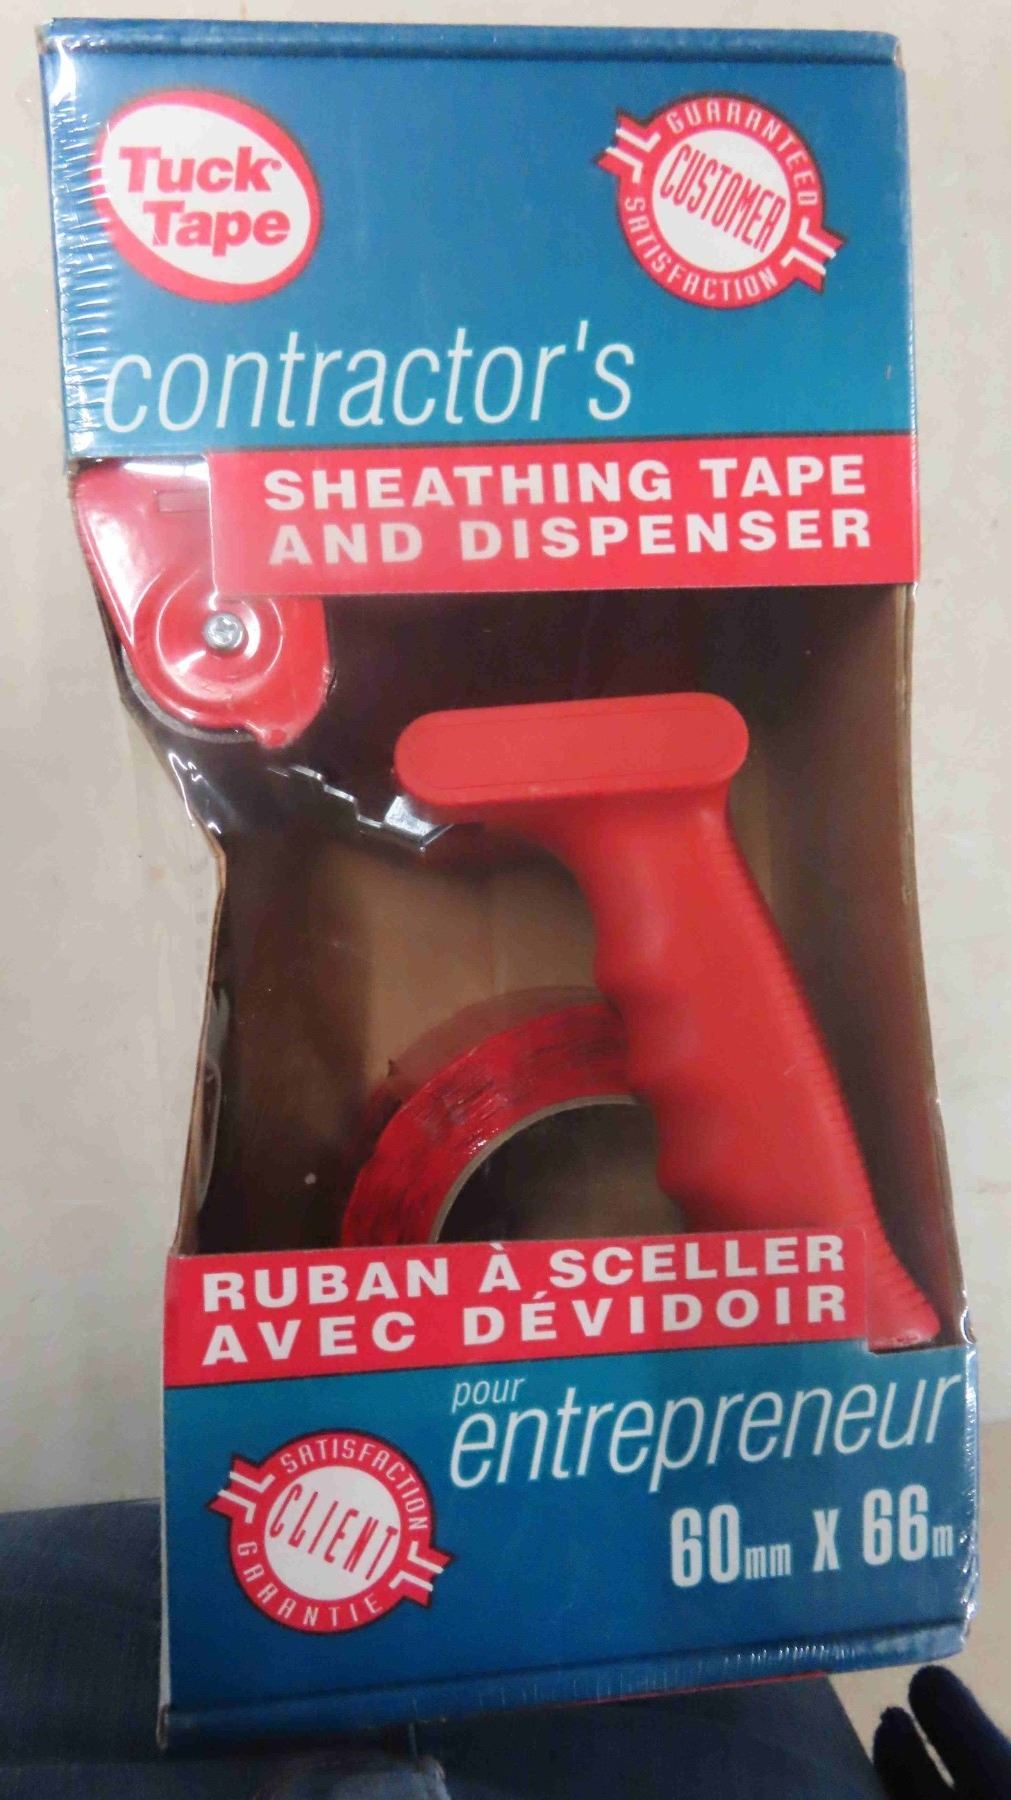 Tuck®
Tape
GUARANTEED
CUSTOMER
SATISFACTION
contractor's
SHEATHING TAPE
AND DISPENSER
RUBAN À SCELLER
AVEC DÉVIDOIR
pour
entrepreneur
SATISFACTION
CLIENT
GARANTIE
60mm X 66m